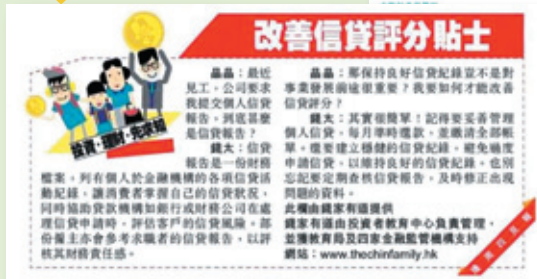 改善信貸評分貼士
投資·理財·完求知
晶晶：最近
見工，公司要求
我提交個人信貸
報告，到底甚麼
是信貸報告？
錢太：信貸
報告是一份財務
檔案，列有個人於金融機構的各項信貸活
動紀錄，讓消費者掌握自己的信貸狀況，
同時協助貸款機構如銀行或財務公司在處
理信貸申請時，評估客戶的信貸風險。部
份僱主亦會參考求職者的信貸報告，以評
核其財務責任感。
晶晶：那保持良好信貸紀錄豈不是對
事業發展前途很重要？我要如何才能改善
信貸評分？
錢太：其實很簡單！記得要妥善管理
個人信貸，每月準時還款，並繳清全部帳
單。還要建立穩健的信貸紀錄，避免過度
申請信貸，以維持良好的信貸紀錄。也別
忘記要定期查核信貸報告，及時修正出現
問題的資料。
此欄由錢家有道提供
錢家有道由投資者教育中心負責管理，
並獲教育局及四家金融監管機構支持
網站：www.thechinfamily.hk